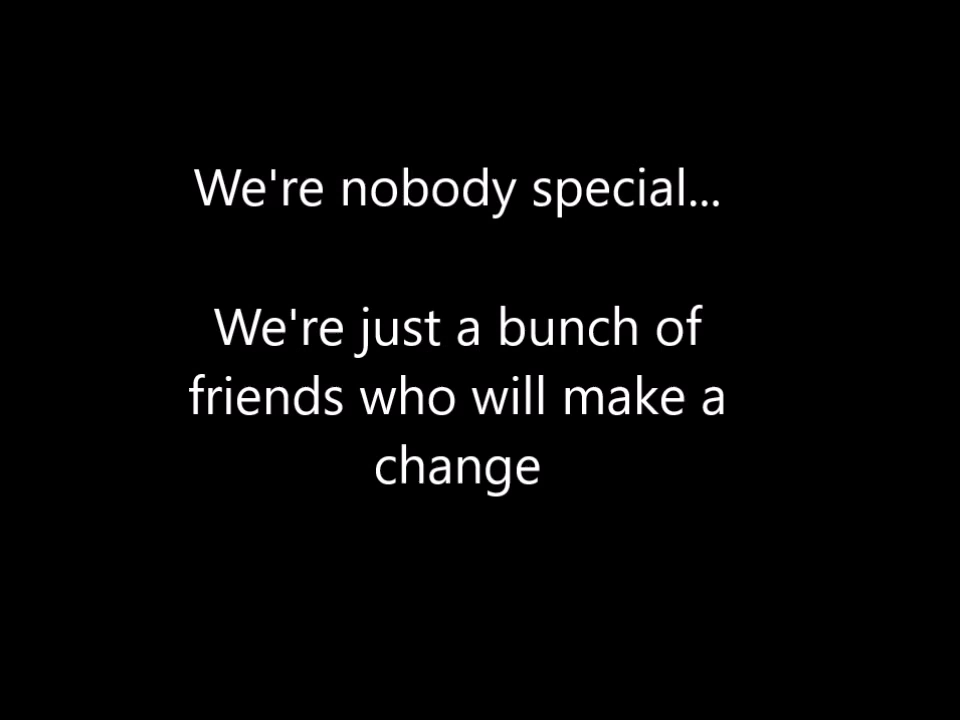 We're nobody special...
We're just a bunch of
friends who will make a
change